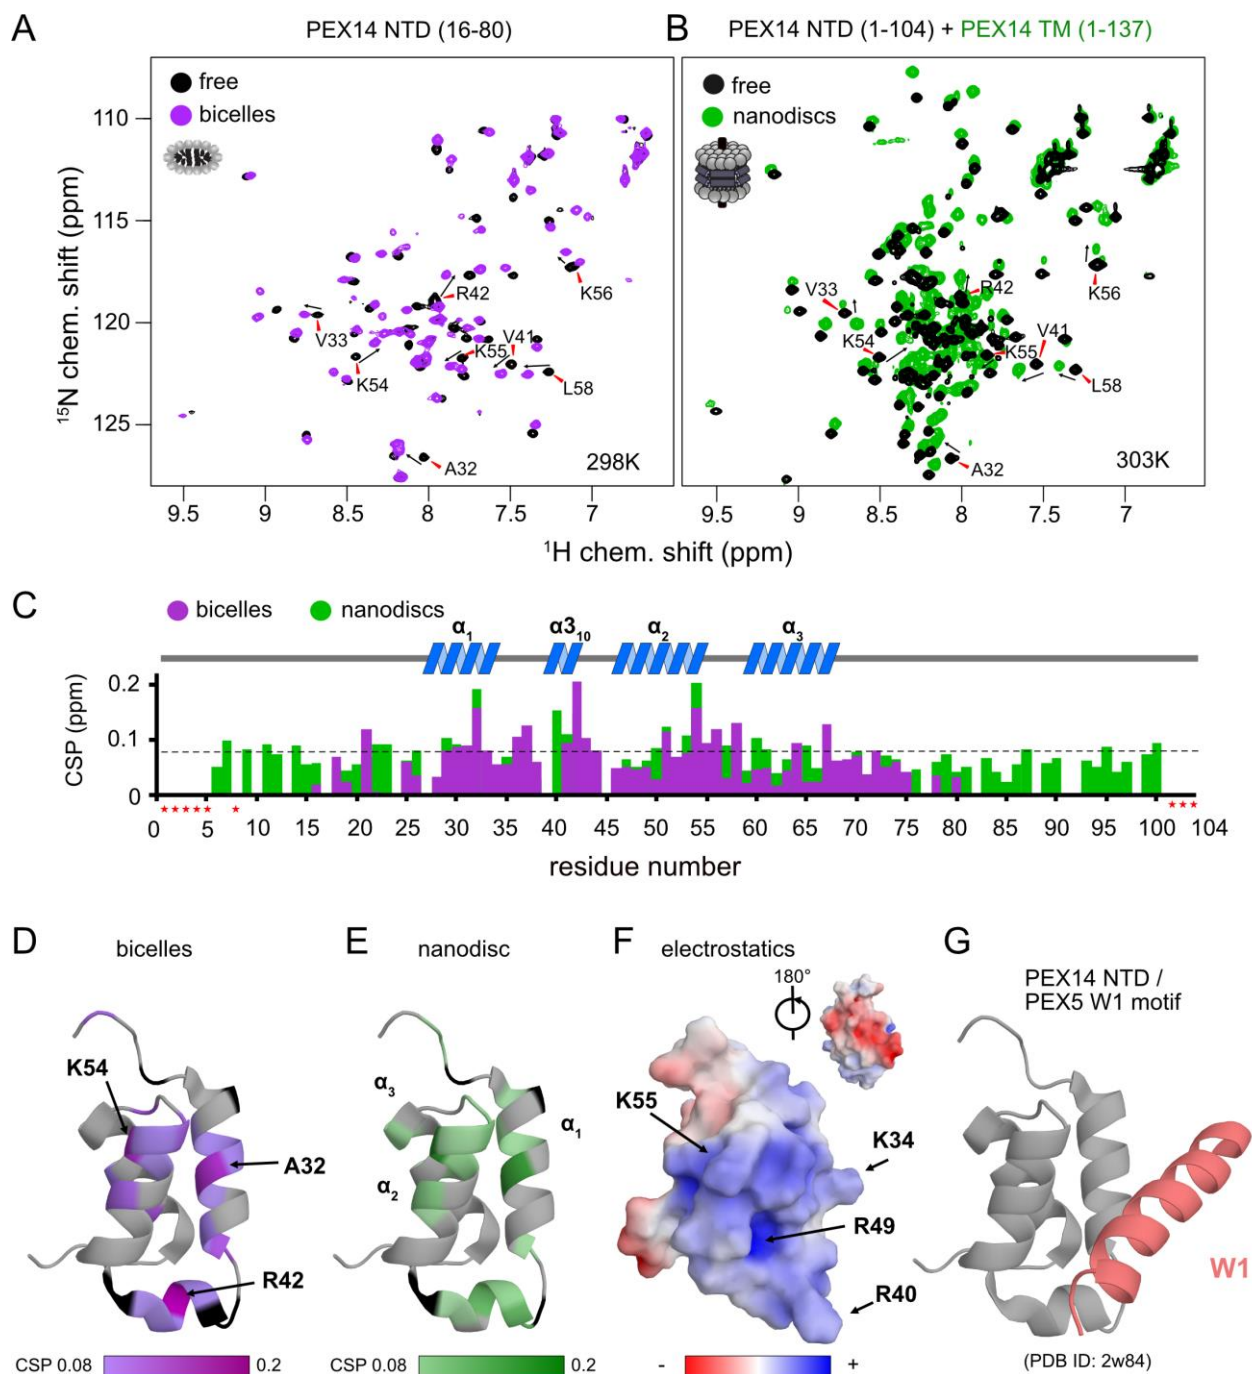 A
PEX14 NTD (16-80)
free
bicelles
110
115
120
125
V33
K54
R42
K55
V41
L58
K56
A32
298K
9.5 9 8.5 8 7.5 7
¹⁵N chem. shift (ppm)
B
PEX14 NTD (1-104) + PEX14 TM (1-137)
free
nanodiscs
V33
K54
R42
K55
V41
L58
K56
A32
303K
9.5 9 8.5 8 7.5 7
¹H chem. shift (ppm)
C
bicelles nanodiscs
α₁ α3₁₀ α₂ α₃
CSP (ppm)
0.2
0.1
0
★★★★★ ★ ★★★
0 5 10 15 20 25 30 35 40 45 50 55 60 65 70 75 80 85 90 95 100 104
residue number
D
bicelles
K54
A32
R42
CSP 0.08 0.2
E
nanodisc
α₃
α₁
α₂
CSP 0.08 0.2
F
electrostatics
180°
K55
K34
R49
R40
- +
G
PEX14 NTD /
PEX5 W1 motif
W1
(PDB ID: 2w84)